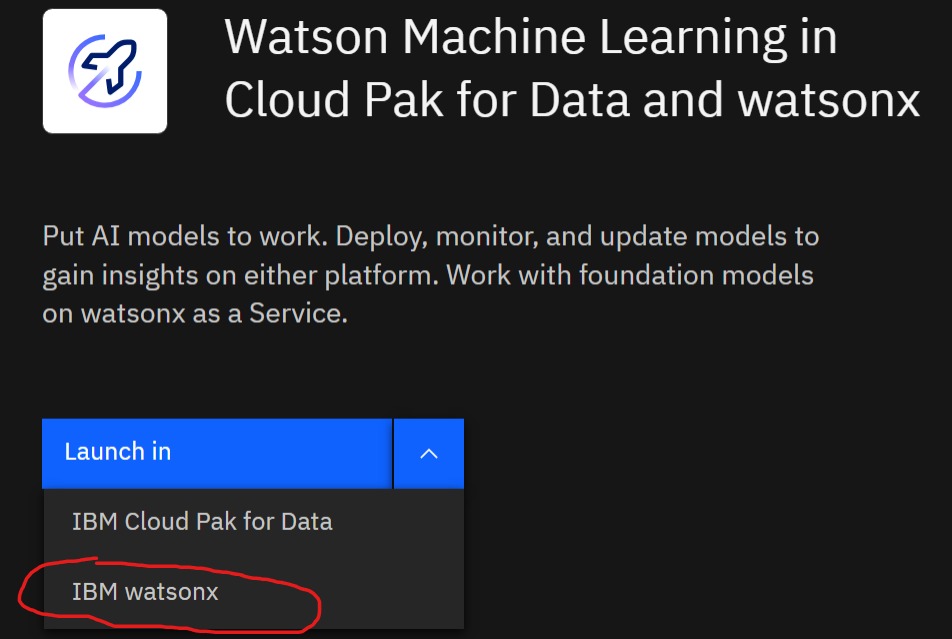 Watson Machine Learning in
Cloud Pak for Data and watsonx
Put AI models to work. Deploy, monitor, and update models to
gain insights on either platform. Work with foundation models
on watsonx as a Service.
Launch in
IBM Cloud Pak for Data
IBM watsonx